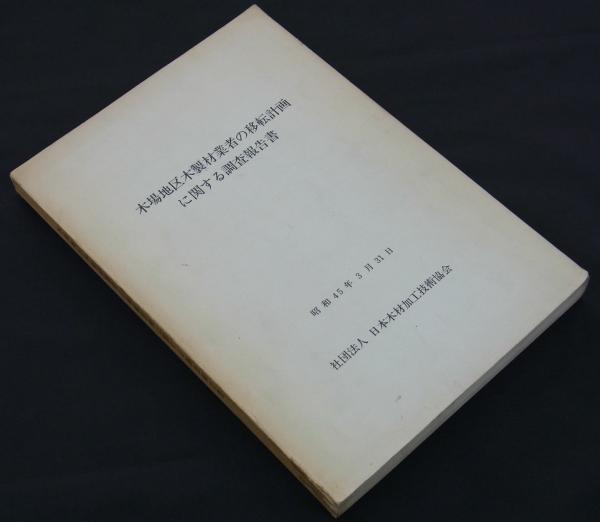 木場地区木製材業者の移転計画
に関する調査報告書
昭和45年3月31日
社団法人 日本木材加工技術協会